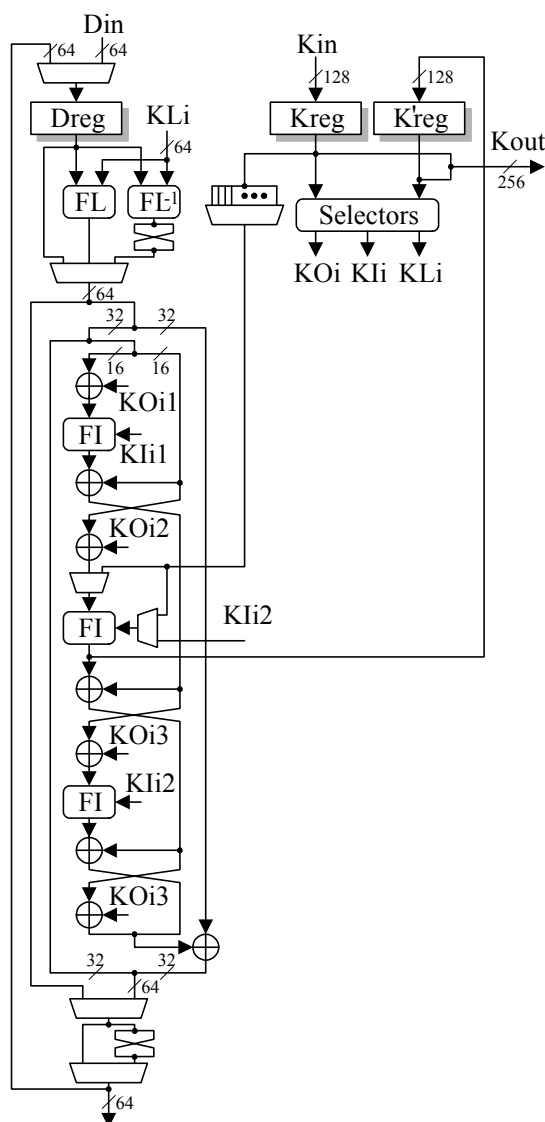 Din
Kin
64
64
128
128
Dreg
KLi
Kreg
K'reg
Kout
64
256
FL
FL-1
Selectors
KOi
KIi
KLi
64
32
32
16
16
KOi1
FI
KIi1
KOi2
FI
KIi2
KOi3
FI
KIi2
KOi3
32
32
64
64